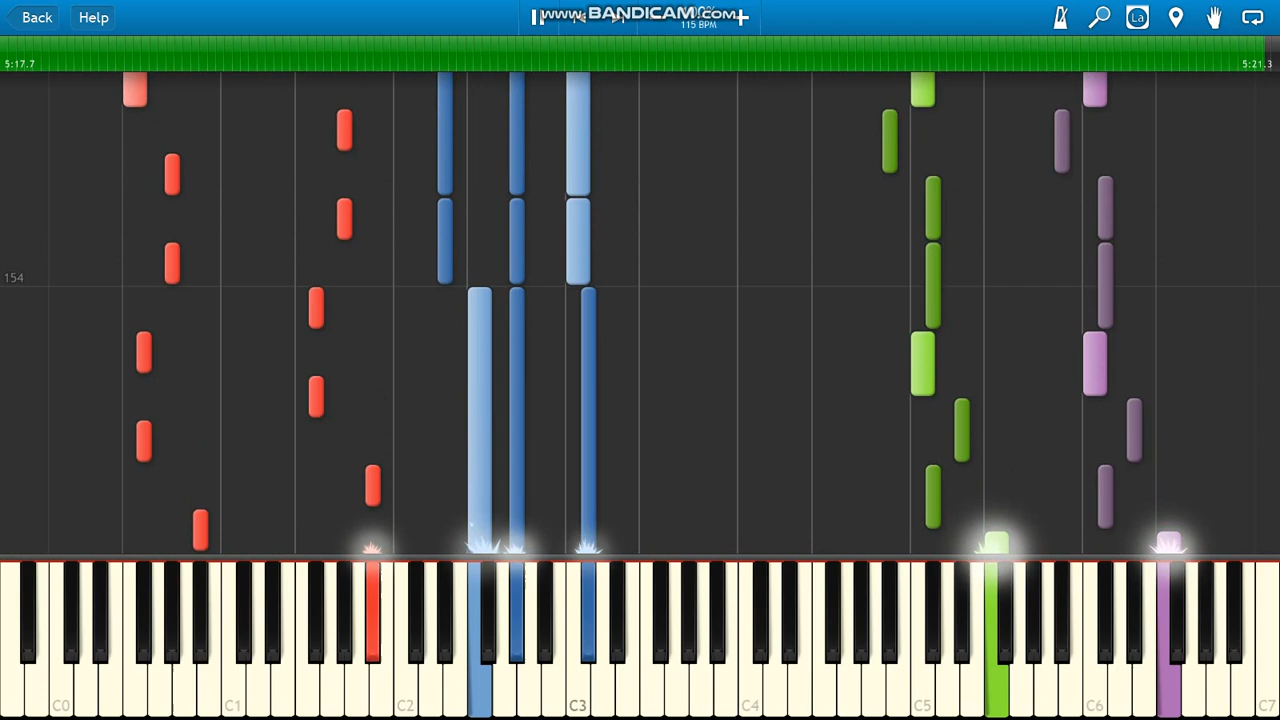 Back Help www.BANDICAM.com
115 BPM
La
5:17.7 5:21.3
154
C0 C1 C2 C3 C4 C5 C6 C7